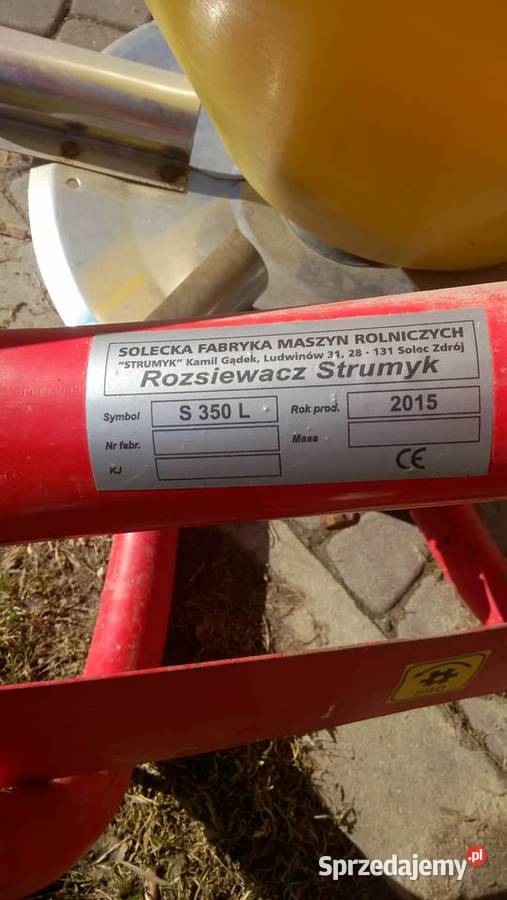 SOLECKA FABRYKA MASZYN ROLNICZYCH
"STRUMYK" Kamil Gądek, Ludwinów 31, 28 - 131 Solec Zdrój
Rozsiewacz Strumyk
Symbol S 350 L Rok prod. 2015
Nr fabr. Masa
KJ CE
540
Sprzedajemy.pl